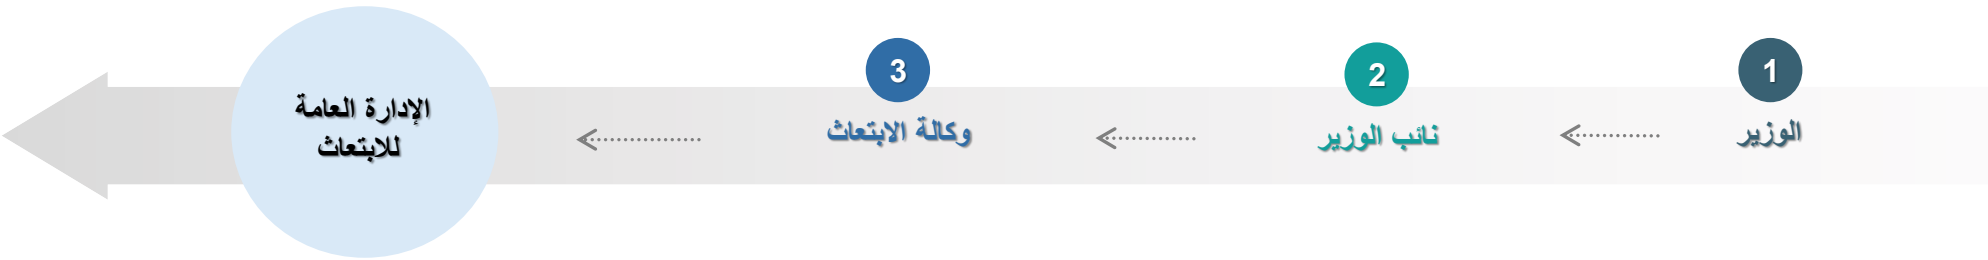 1
الوزير
2
نائب الوزير
3
وكالة الابتعاث
الإدارة العامة
للابتعاث